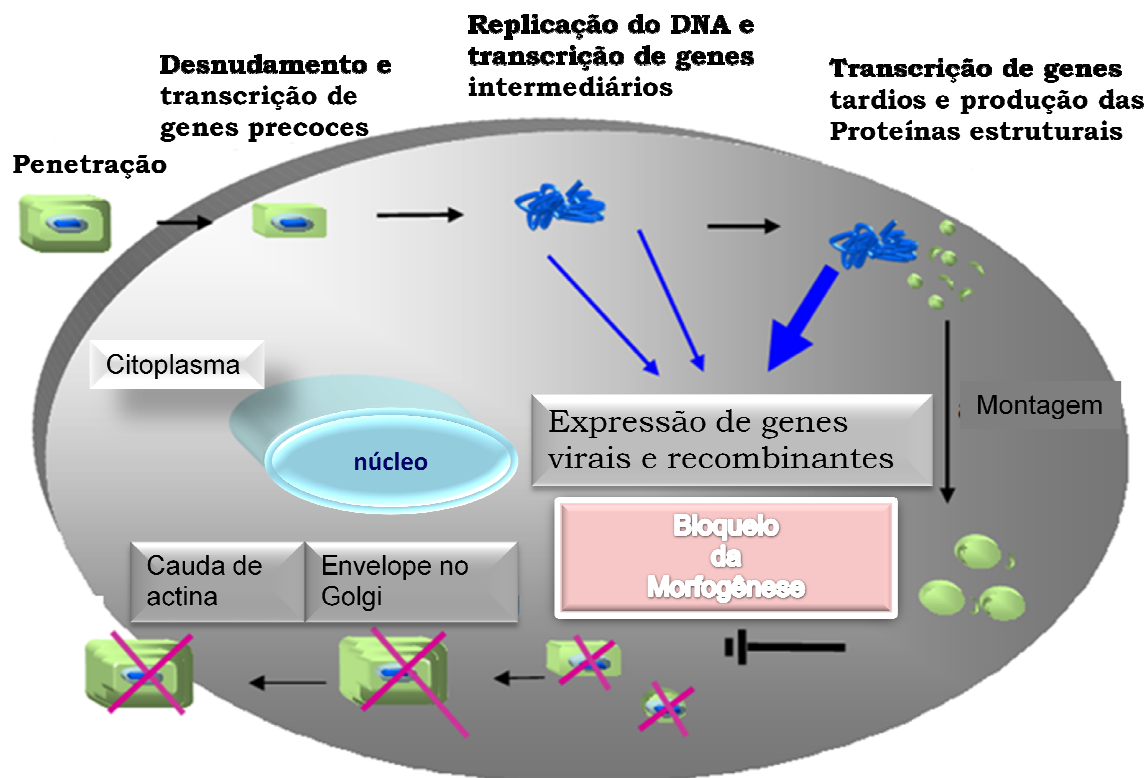 Replicação do DNA e
transcrição de genes
intermediários
Desnudamento e
transcrição de
genes precoces
Transcrição de genes
tardios e produção das
Proteínas estruturais
Penetração
Citoplasma
núcleo
Expressão de genes
virais e recombinantes
Montagem
Bloqueio
da
Morfogênese
Cauda de
actina
Envelope no
Golgi